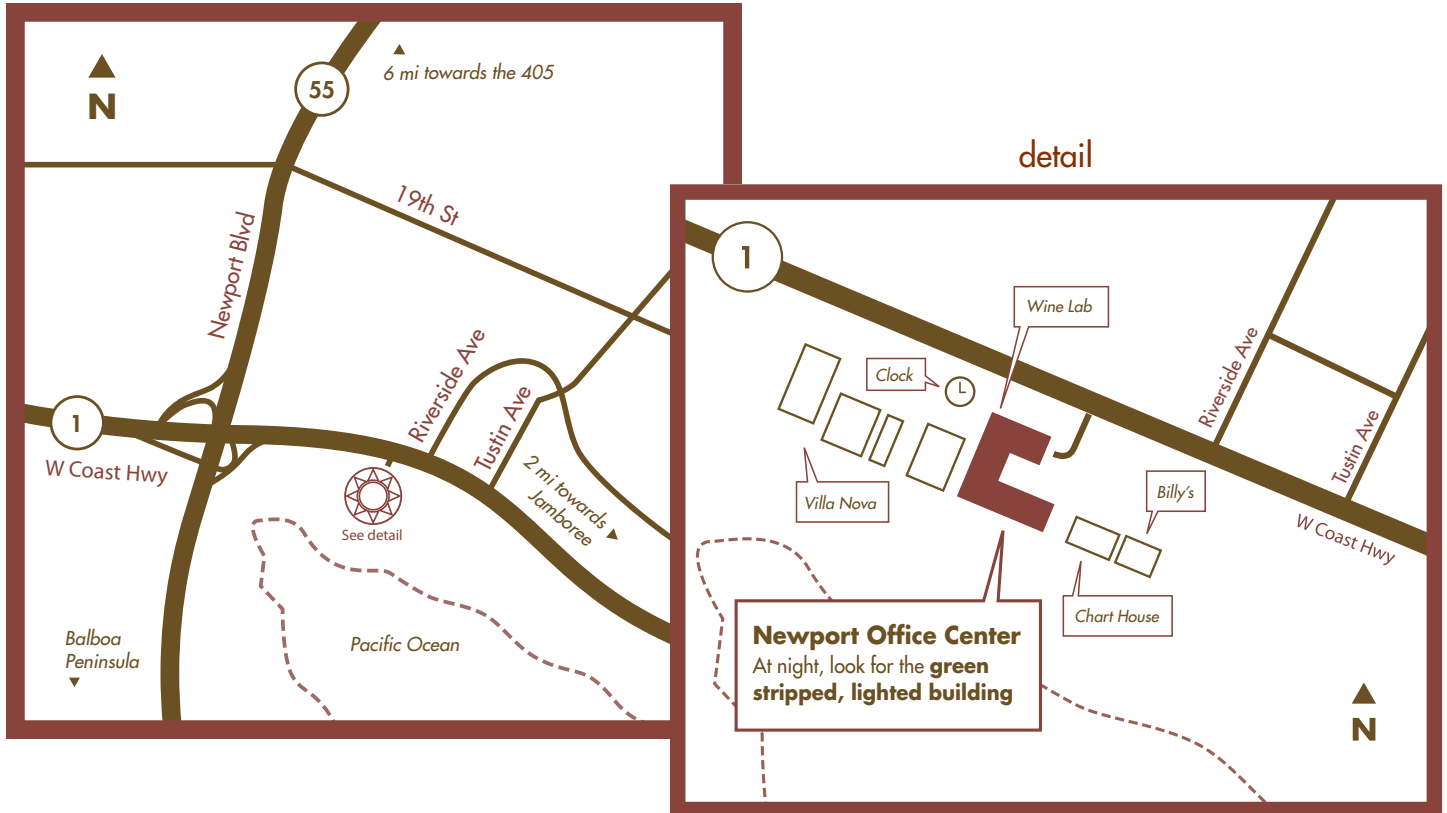 N
55
6 mi towards the 405
19th St
Newport Blvd
Riverside Ave
Tustin Ave
1
W Coast Hwy
See detail
2 mi towards
Jamboree
Balboa
Peninsula
Pacific Ocean
detail
1
Wine Lab
Clock
Riverside Ave
Tustin Ave
Villa Nova
Billy's
W Coast Hwy
Chart House
Newport Office Center
At night, look for the green
stripped, lighted building
N